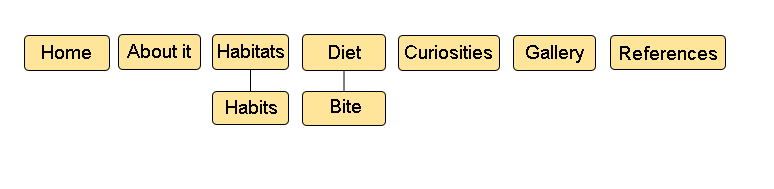 Home
About it
Habitats
Diet
Curiosities
Gallery
References
Habits
Bite